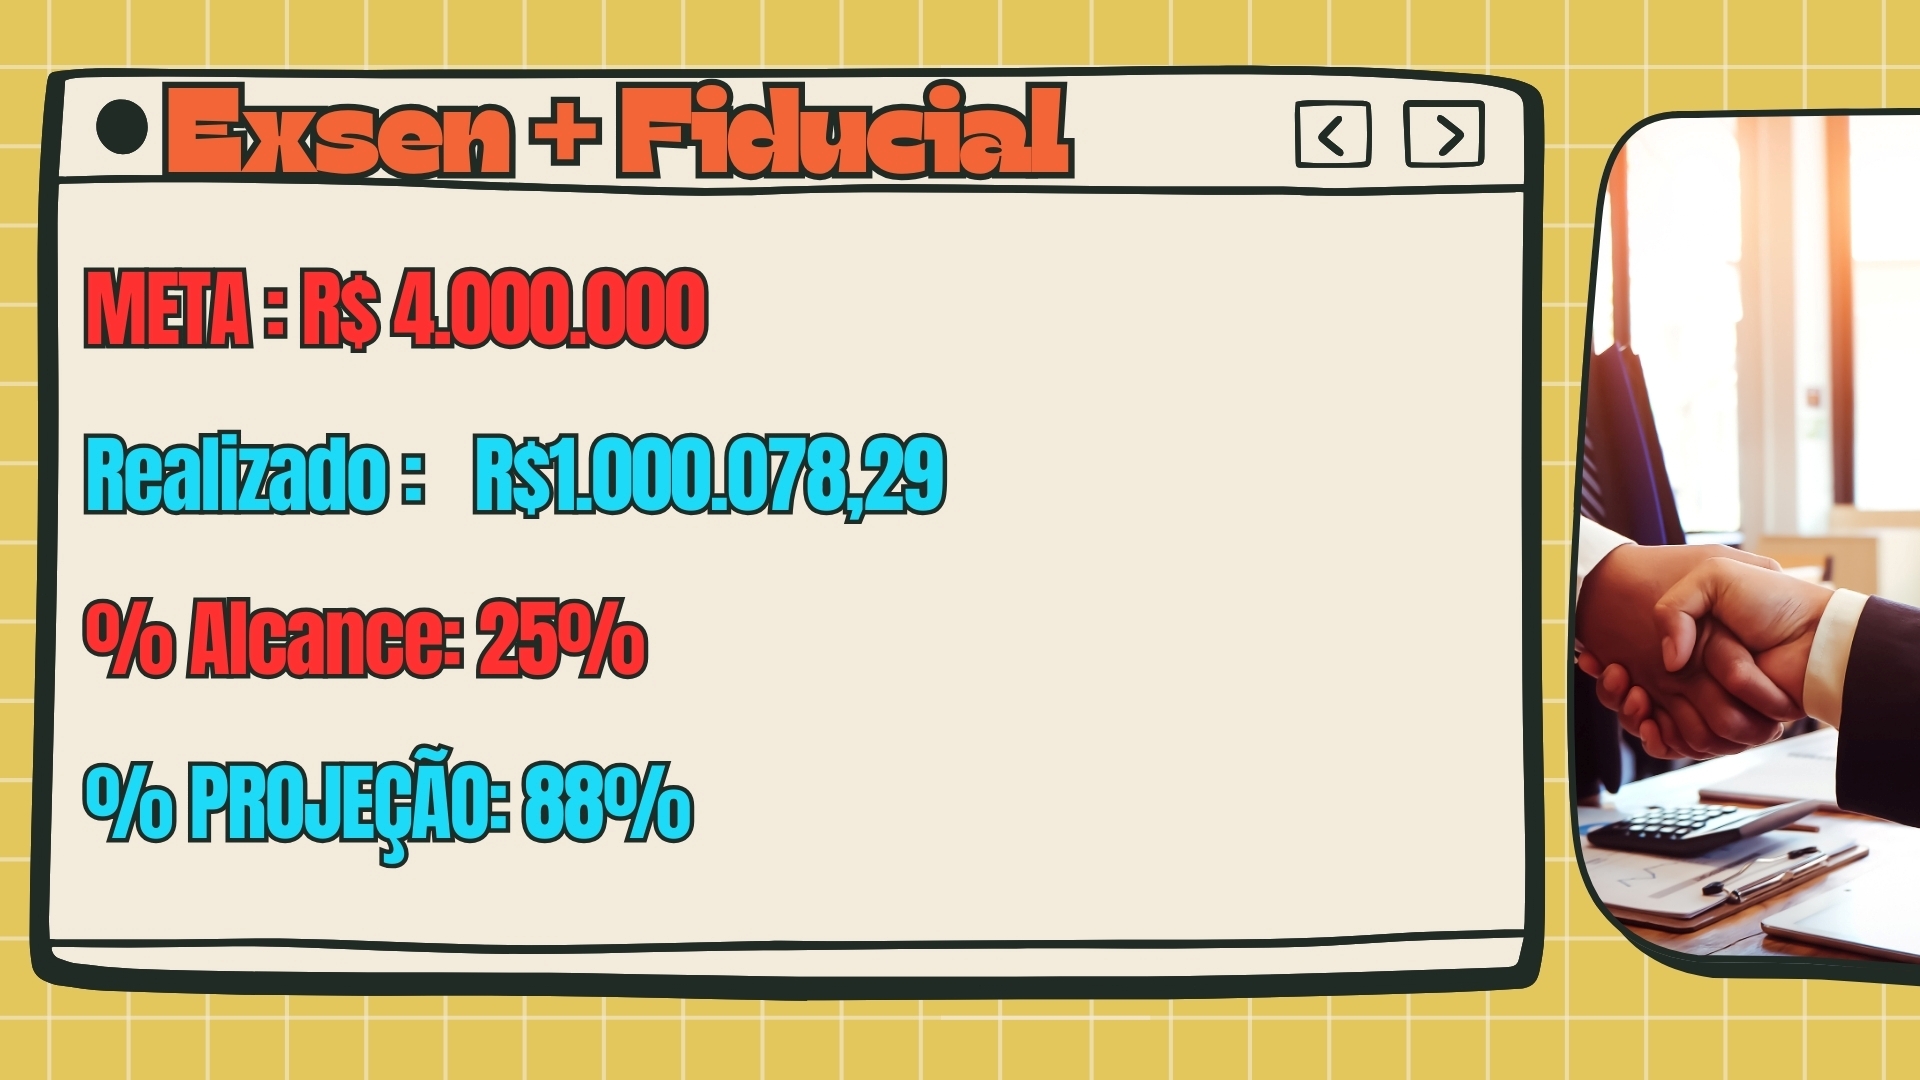 Exsen + Fiducial
META : R$ 4.000.000
Realizado : R$1.000.078,29
% Alcance: 25%
% PROJEÇÃO: 88%